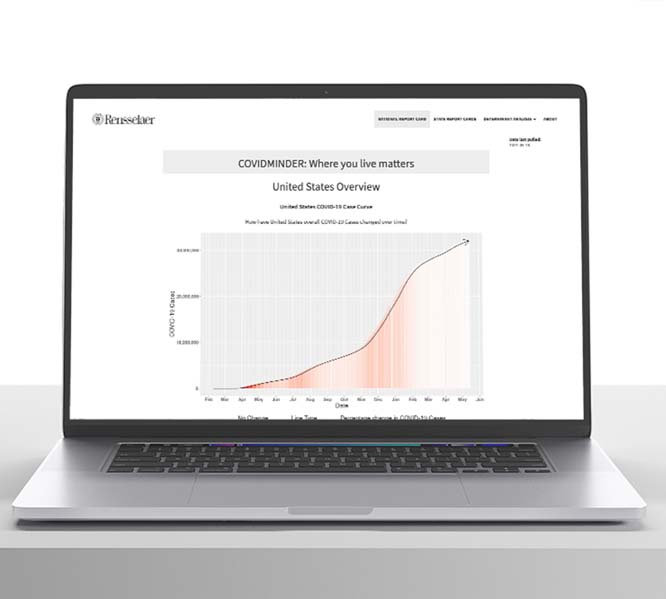 Rensselaer
NATIONAL REPORT CARD STATE REPORT CARDS ABOUT
Data last pulled:
COVIDMINDER: Where you live matters
United States Overview
United States COVID-19 Case Curve
How have United States overall COVID-19 Cases changed over time?
COVID-19 Cases
30,000,000
20,000,000
10,000,000
0
Feb Mar Apr May Jun Jul Aug Sep Oct Nov Dec Jan Feb Mar Apr May Jun
Date
No Change Line Type Percentage change in COVID-19 Cases